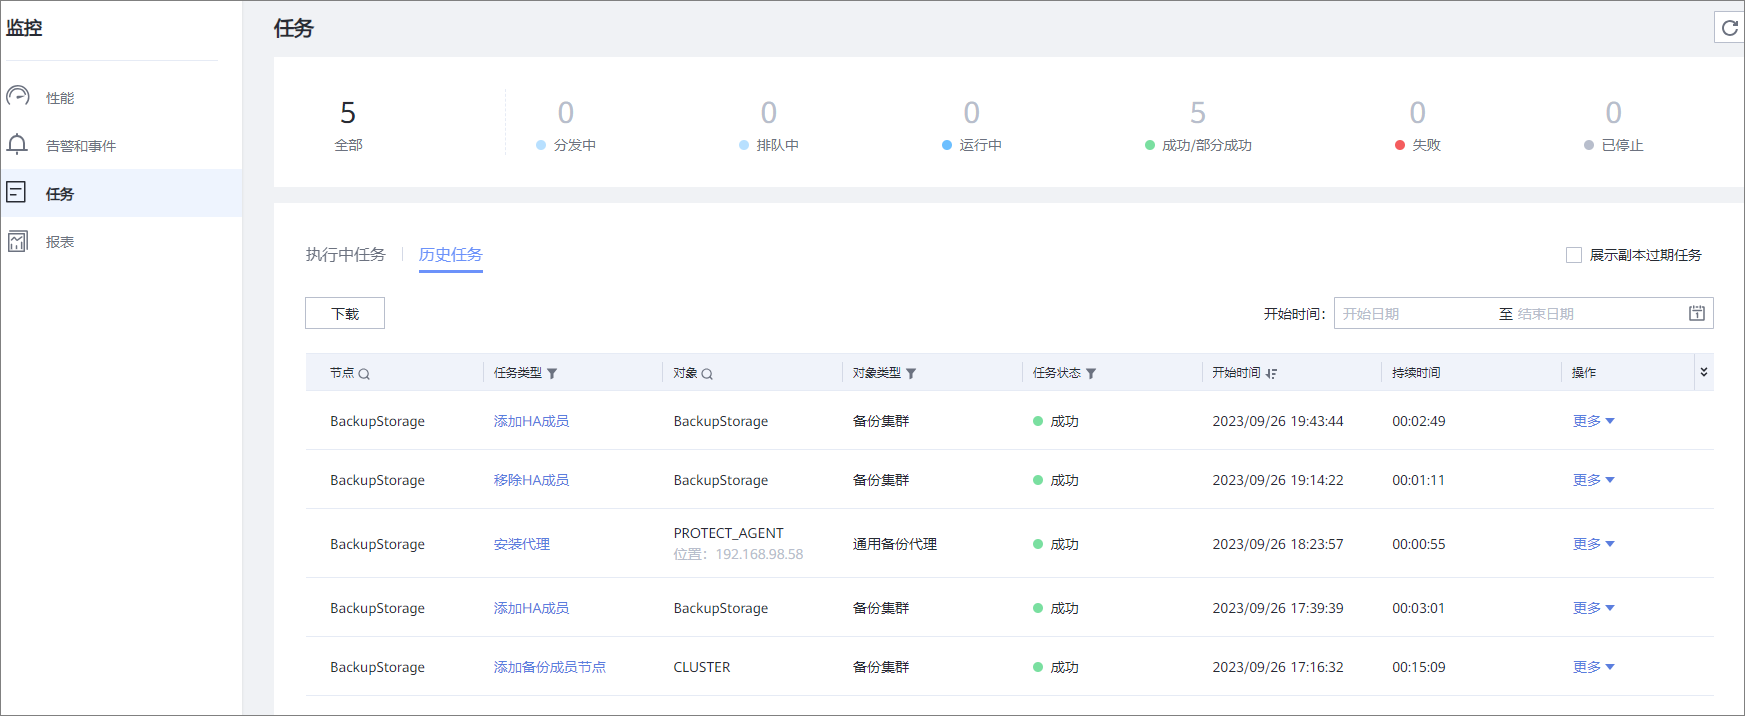 监控
性能
告警和事件
任务
报表
任务
5 0 0 0 5 0 0
全部 分发中 排队中 运行中 成功/部分成功 失败 已停止
执行中任务 历史任务 展示副本过期任务
下载 开始时间: 开始日期 至 结束日期
节点 任务类型 对象 对象类型 任务状态 开始时间 持续时间 操作
BackupStorage 添加HA成员 BackupStorage 备份集群 成功 2023/09/26 19:43:44 00:02:49 更多
BackupStorage 移除HA成员 BackupStorage 备份集群 成功 2023/09/26 19:14:22 00:01:11 更多
BackupStorage 安装代理 PROTECT_AGENT 通用备份代理 成功 2023/09/26 18:23:57 00:00:55 更多
位置: 192.168.98.58
BackupStorage 添加HA成员 BackupStorage 备份集群 成功 2023/09/26 17:39:39 00:03:01 更多
BackupStorage 添加备份成员节点 CLUSTER 备份集群 成功 2023/09/26 17:16:32 00:15:09 更多